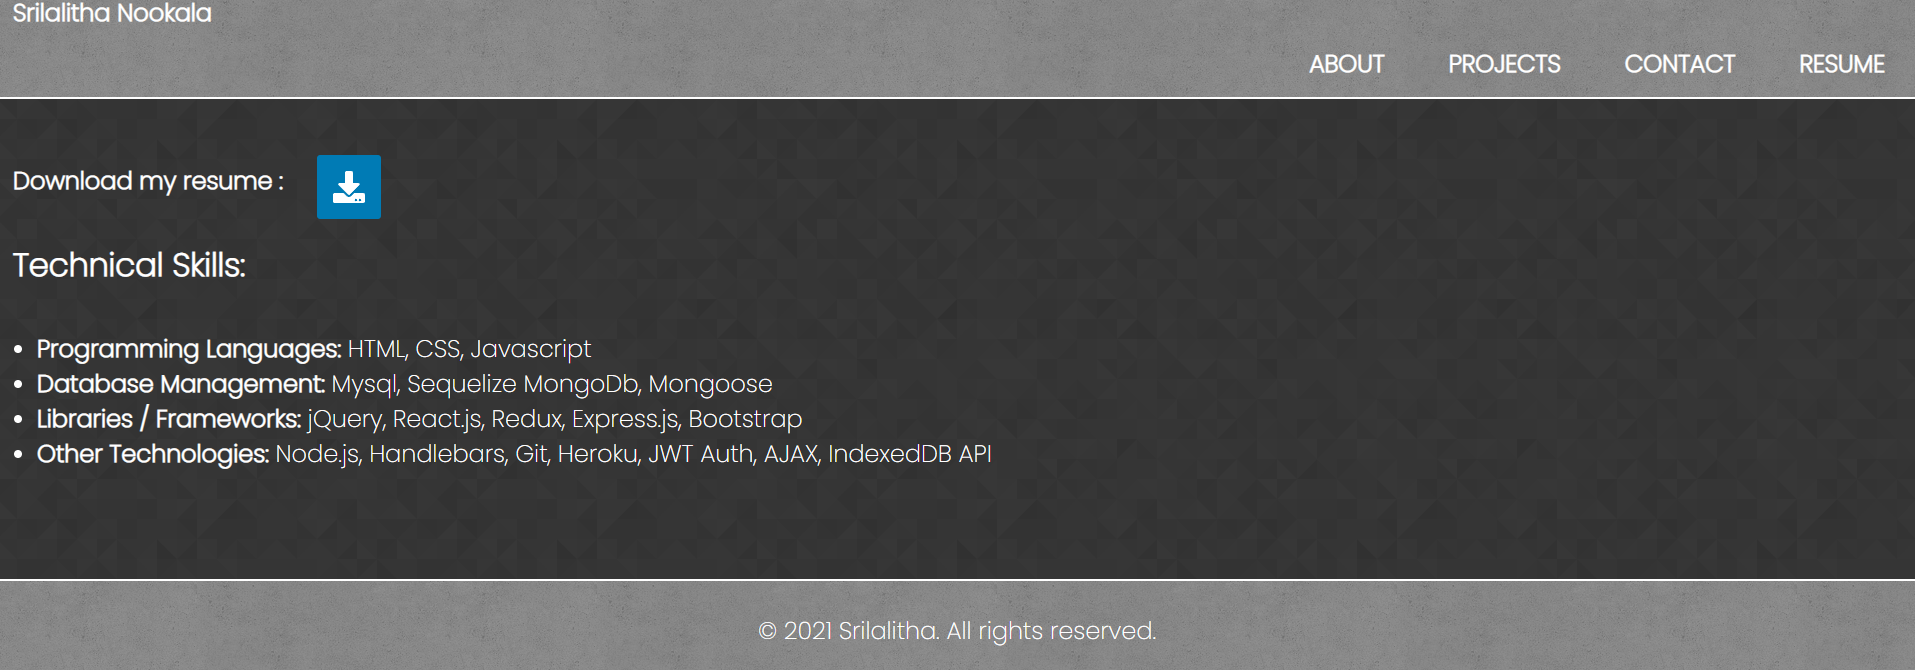 Srilalitha Nookala
ABOUT PROJECTS CONTACT RESUME
Download my resume :
Technical Skills:
• Programming Languages: HTML, CSS, Javascript
• Database Management: Mysql, Sequelize MongoDb, Mongoose
• Libraries / Frameworks: jQuery, React.js, Redux, Express.js, Bootstrap
• Other Technologies: Node.js, Handlebars, Git, Heroku, JWT Auth, AJAX, IndexedDB API
© 2021 Srilalitha. All rights reserved.